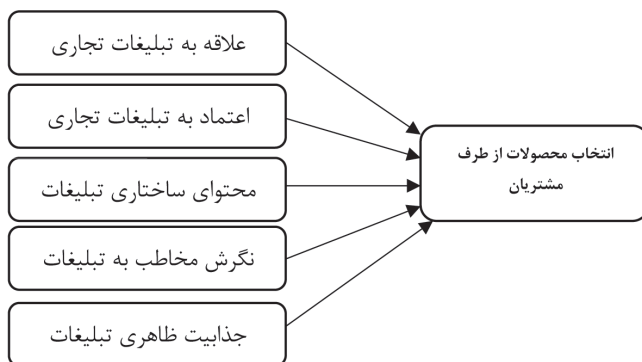 علاقه به تبلیغات تجاری
اعتماد به تبلیغات تجاری
محتوای ساختاری تبلیغات
نگرش مخاطب به تبلیغات
جذابیت ظاهری تبلیغات
انتخاب محصولات از طرف
مشتریان